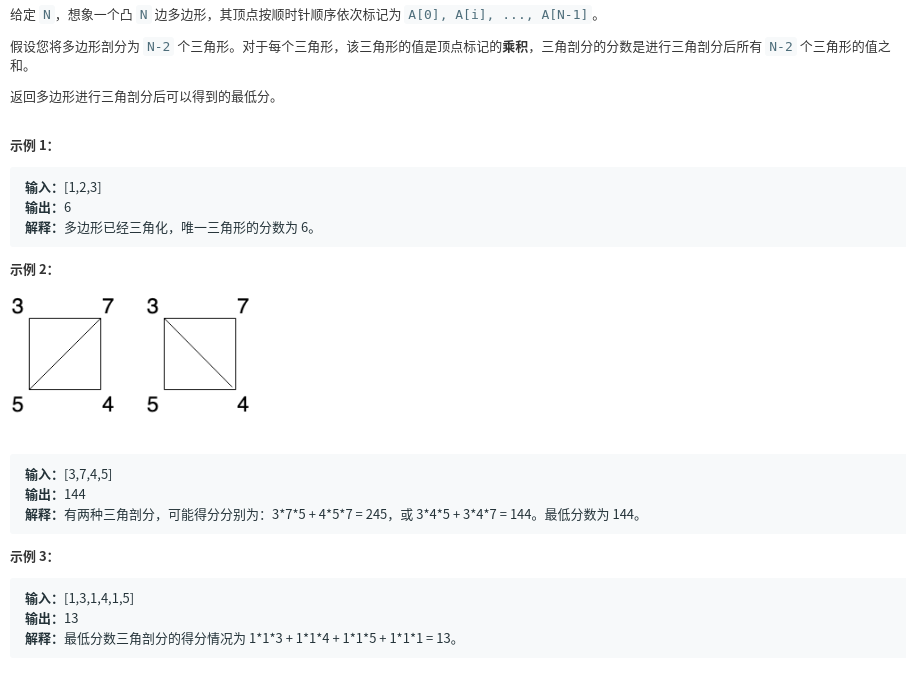 给定 N，想象一个凸 N 边多边形，其顶点按顺时针顺序依次标记为 A[0], A[i], ..., A[N-1]。
假设您将多边形剖分为 N-2 个三角形。对于每个三角形，该三角形的值是顶点标记的乘积，三角剖分的分数是进行三角剖分后所有 N-2 个三角形的值之
和。
返回多边形进行三角剖分后可以得到的最低分。
示例 1：
输入：[1,2,3]
输出：6
解释：多边形已经三角化，唯一三角形的分数为 6。
示例 2：
3 7 3 7
5 4 5 4
输入：[3,7,4,5]
输出：144
解释：有两种三角剖分，可能得分分别为：3*7*5 + 4*5*7 = 245，或 3*4*5 + 3*4*7 = 144。最低分数为 144。
示例 3：
输入：[1,3,1,4,1,5]
输出：13
解释：最低分数三角剖分的得分情况为 1*1*3 + 1*1*4 + 1*1*5 + 1*1*1 = 13。